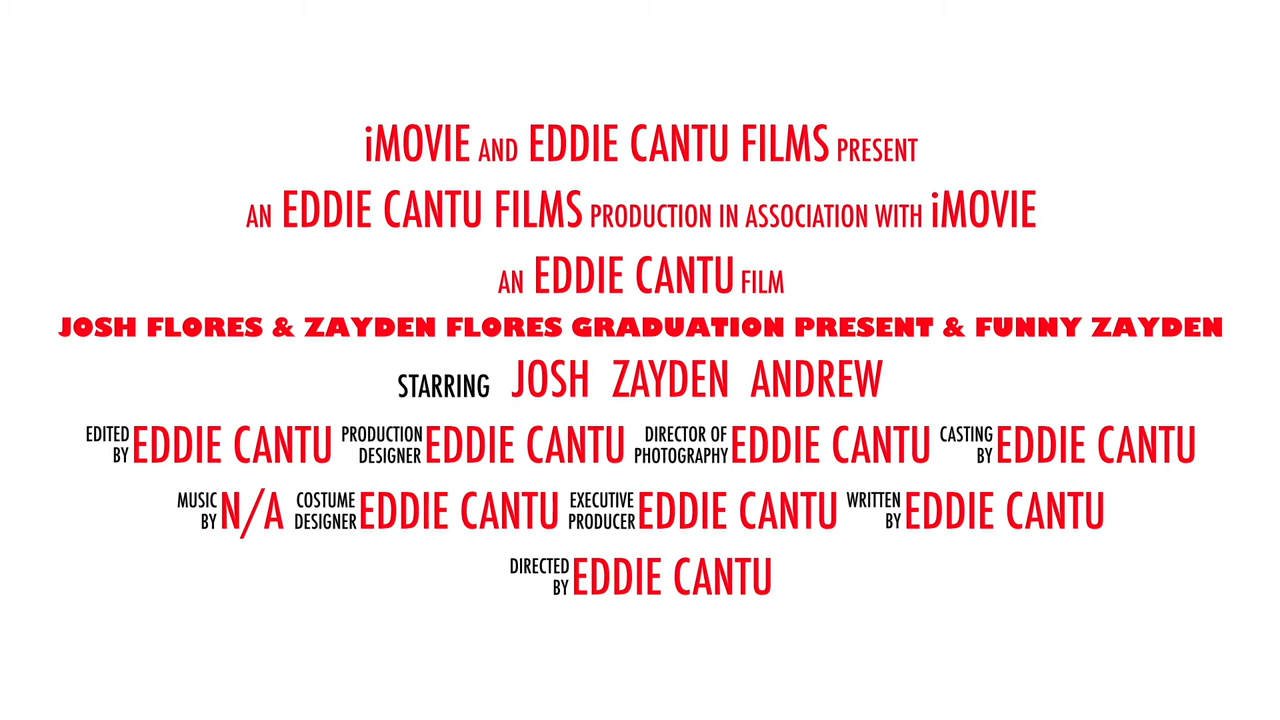 iMOVIE AND EDDIE CANTU FILMS PRESENT
AN EDDIE CANTU FILMS PRODUCTION IN ASSOCIATION WITH iMOVIE
AN EDDIE CANTU FILM
JOSH FLORES & ZAYDEN FLORES GRADUATION PRESENT & FUNNY ZAYDEN
STARRING JOSH ZAYDEN ANDREW
EDITED BY EDDIE CANTU PRODUCTION DESIGNER EDDIE CANTU DIRECTOR OF PHOTOGRAPHY EDDIE CANTU CASTING BY EDDIE CANTU
MUSIC BY N/A COSTUME DESIGNER EDDIE CANTU EXECUTIVE PRODUCER EDDIE CANTU WRITTEN BY EDDIE CANTU
DIRECTED BY EDDIE CANTU